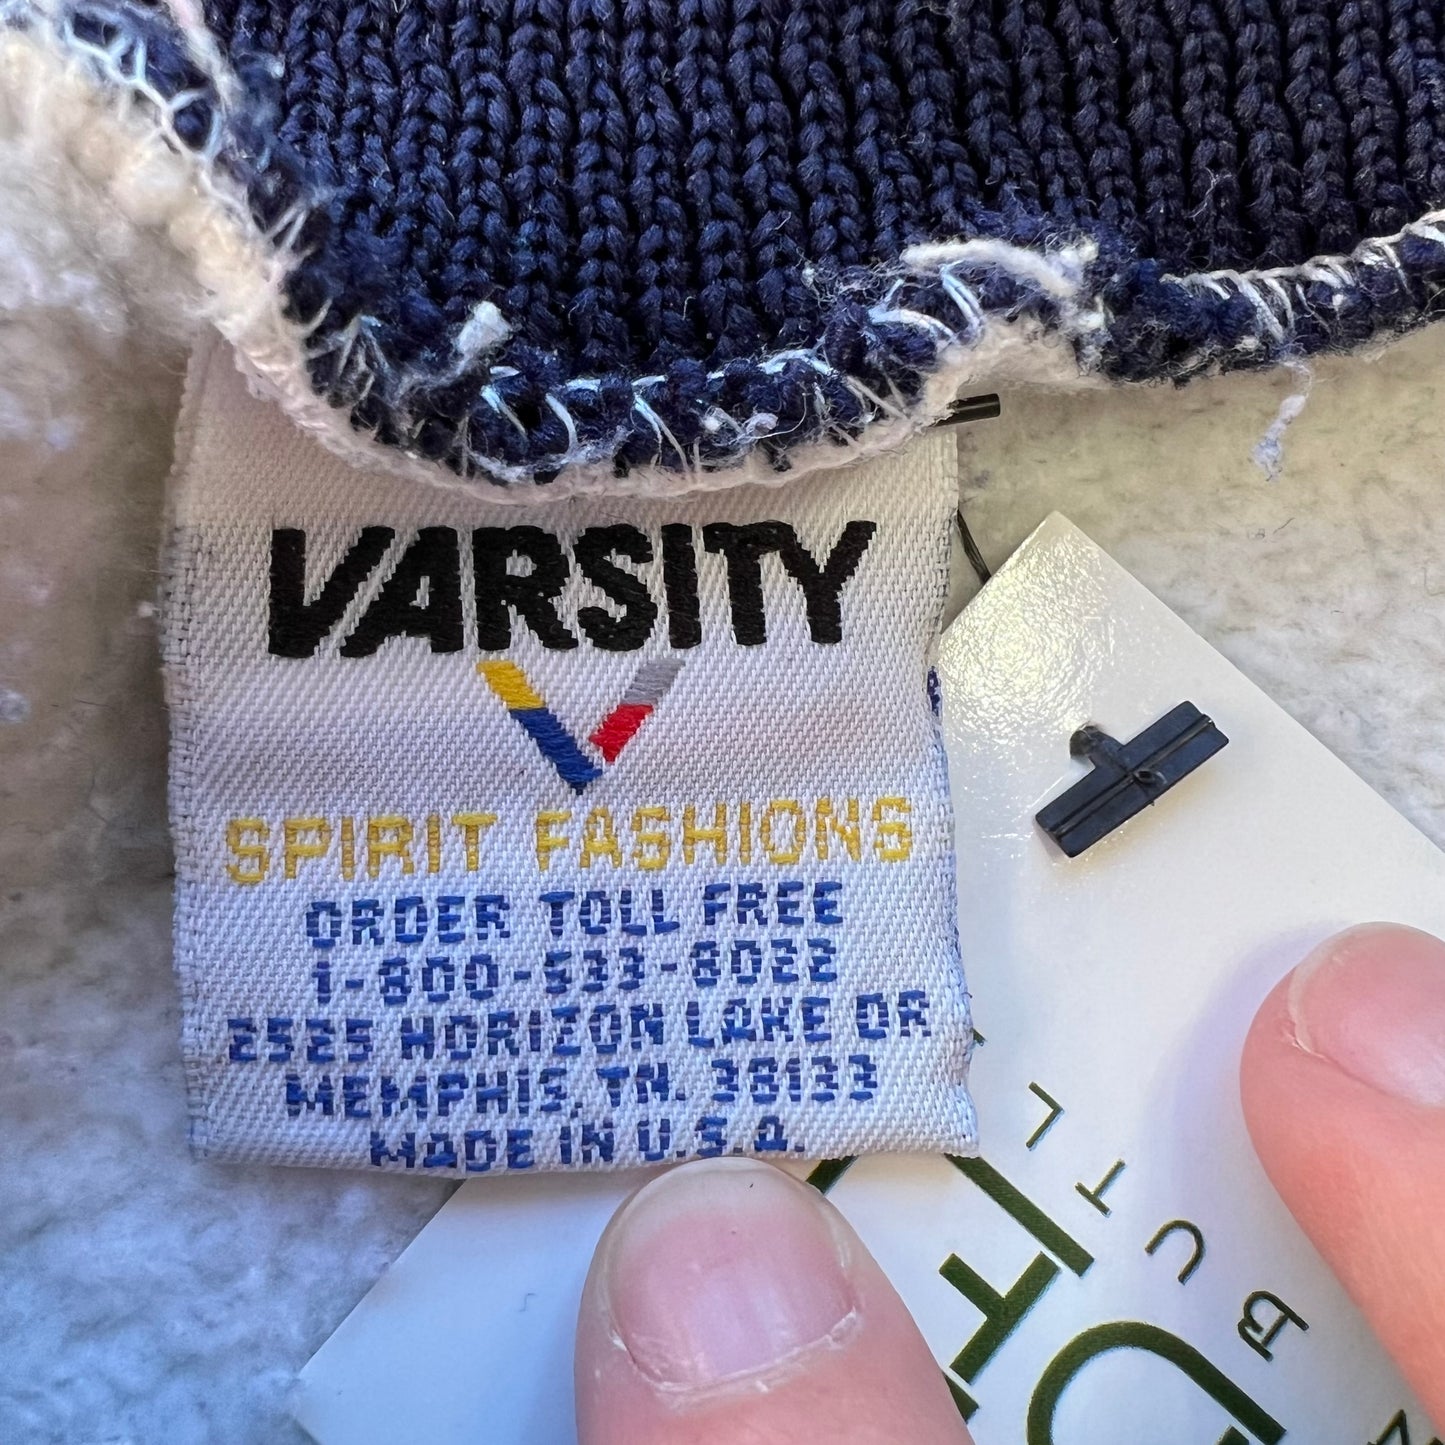 VARSITY
SPIRIT FASHIONS
ORDER TOLL FREE
1-800-533-8022
2525 HORIZON LAKE DR
MEMPHIS, TN. 38133
MADE IN U.S.A.